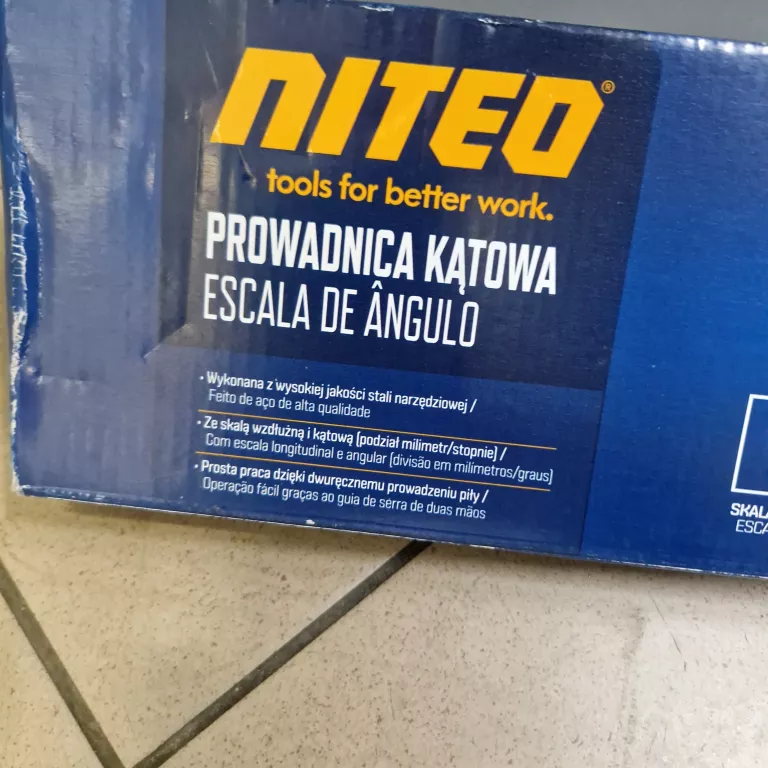 NITEO®
tools for better work.
PROWADNICA KĄTOWA
ESCALA DE ÂNGULO
• Wykonana z wysokiej jakości stali narzędziowej /
Feito de aço de alta qualidade
• Ze skalą wzdłużną i kątową (podział milimetr/stopnie) /
Com escala longitudinal e angular (divisão em milímetros/graus)
• Prosta praca dzięki dwuręcznemu prowadzeniu piły /
Operação fácil graças ao guia de serra de duas mãos
SKALA
ESCA